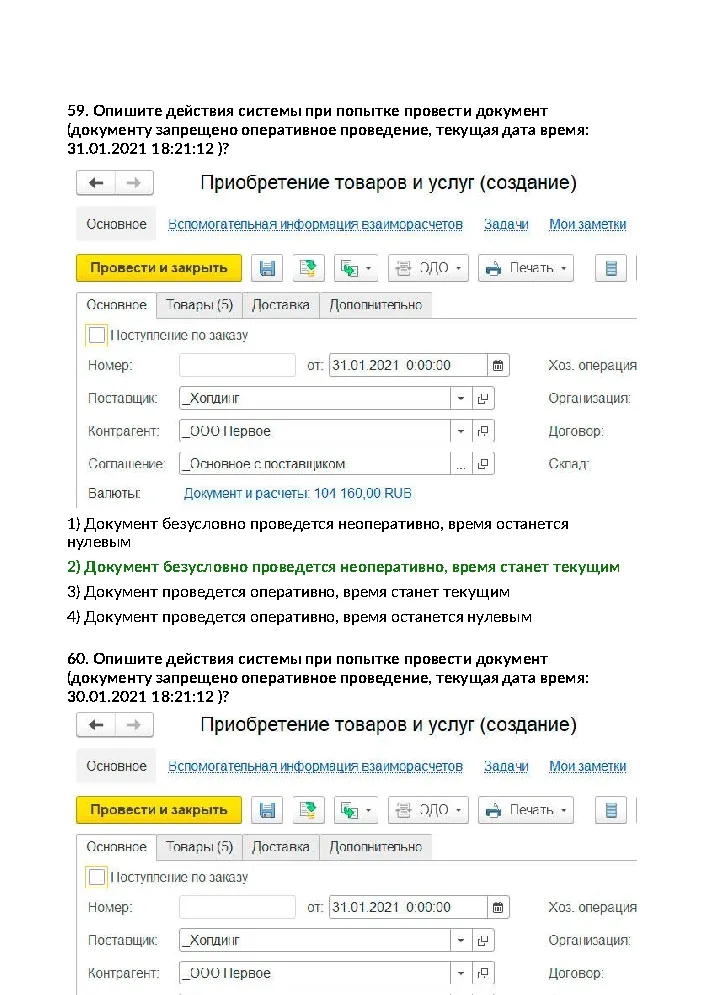 59. Опишите действия системы при попытке провести документ
(документу запрещено оперативное проведение, текущая дата время:
31.01.2021 18:21:12 )?
Приобретение товаров и услуг (создание)
Основное Вспомогательная информация взаиморасчетов Задачи Мои заметки
Провести и закрыть ЭДО Печать
Основное Товары (5) Доставка Дополнительно
Поступление по заказу
Номер: от: 31.01.2021 0:00:00 Хоз. операция
Поставщик: _Холдинг Организация:
Контрагент: _ООО Первое Договор:
Соглашение: _Основное с поставщиком ... Склад:
Валюты: Документ и расчеты: 104 160,00 RUB
1) Документ безусловно проведется неоперативно, время останется
нулевым
2) Документ безусловно проведется неоперативно, время станет текущим
3) Документ проведется оперативно, время станет текущим
4) Документ проведется оперативно, время останется нулевым
60. Опишите действия системы при попытке провести документ
(документу запрещено оперативное проведение, текущая дата время:
30.01.2021 18:21:12 )?
Приобретение товаров и услуг (создание)
Основное Вспомогательная информация взаиморасчетов Задачи Мои заметки
Провести и закрыть ЭДО Печать
Основное Товары (5) Доставка Дополнительно
Поступление по заказу
Номер: от: 31.01.2021 0:00:00 Хоз. операция
Поставщик: _Холдинг Организация:
Контрагент: _ООО Первое Договор: